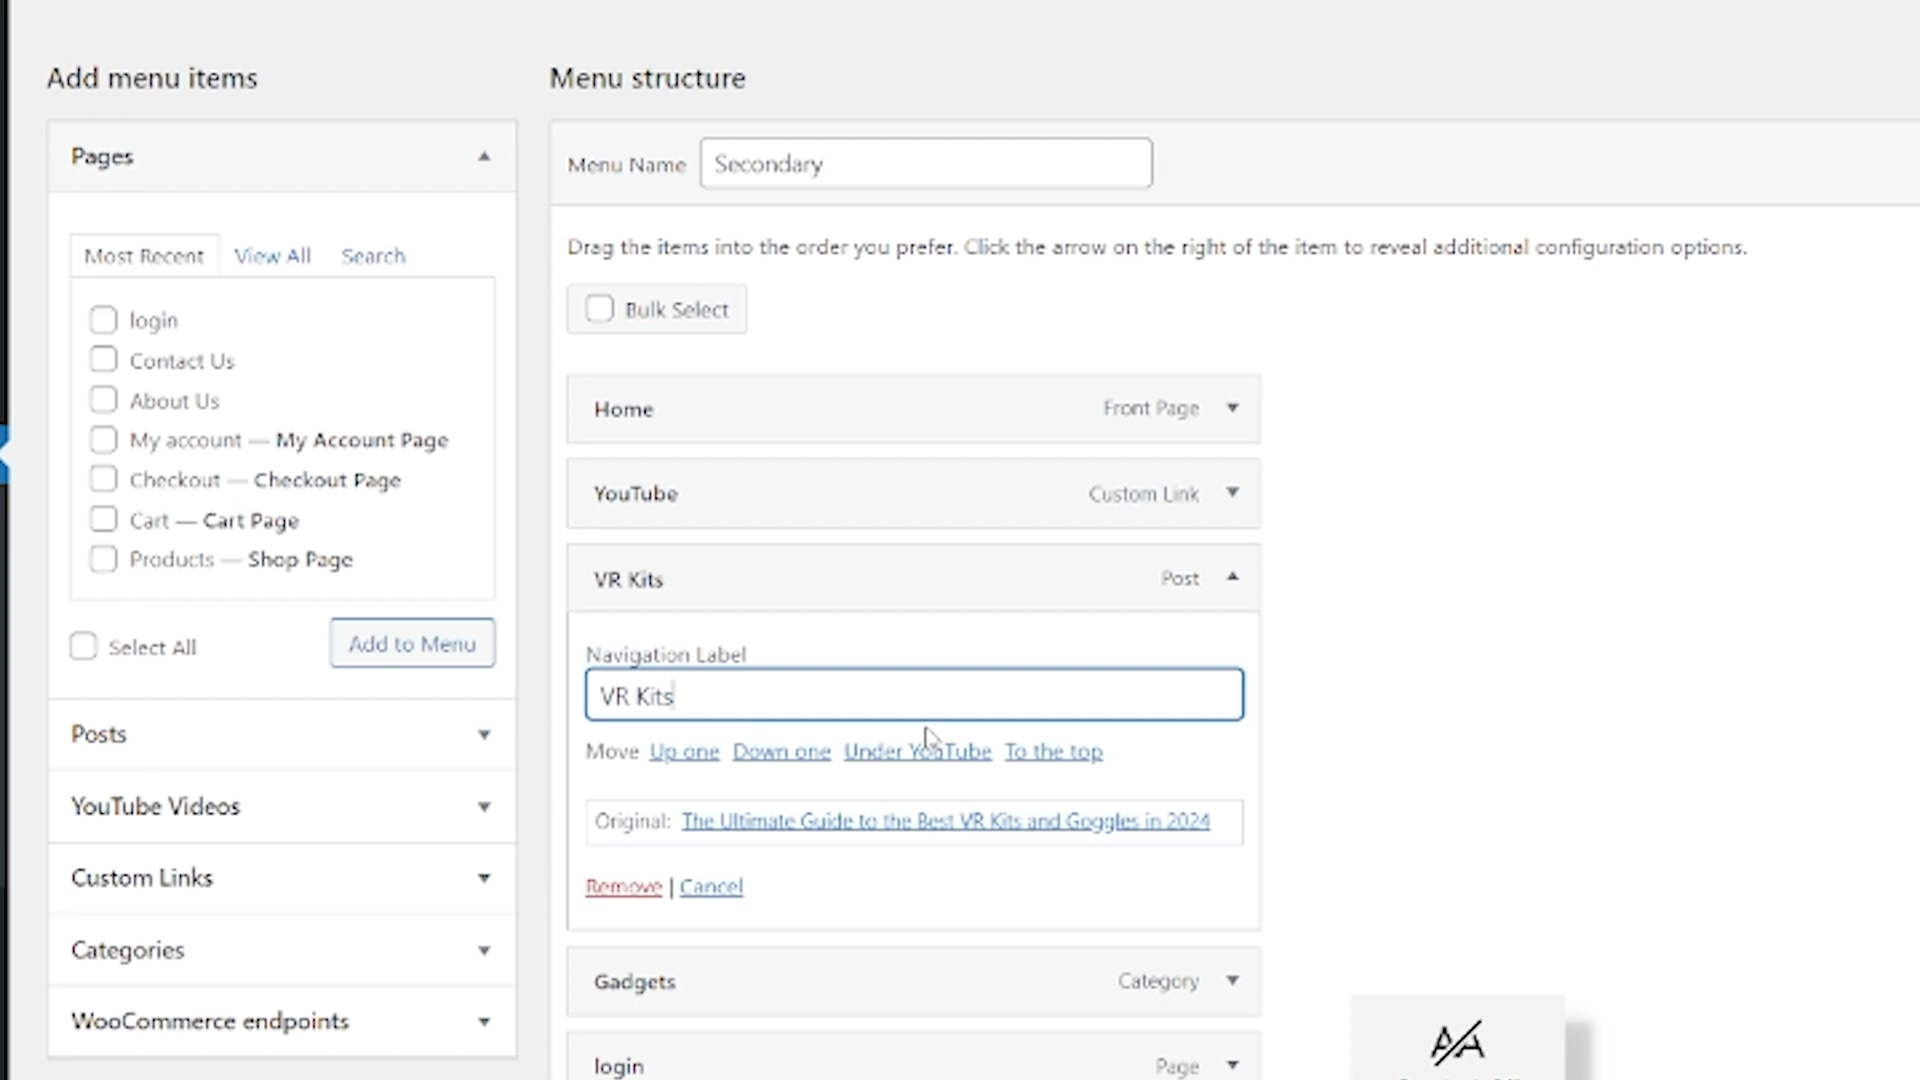 Add menu items
Pages
Most Recent View All Search
login
Contact Us
About Us
My account — My Account Page
Checkout — Checkout Page
Cart — Cart Page
Products — Shop Page
Select All Add to Menu
Posts
YouTube Videos
Custom Links
Categories
WooCommerce endpoints
Menu structure
Menu Name Secondary
Drag the items into the order you prefer. Click the arrow on the right of the item to reveal additional configuration options.
Bulk Select
Home Front Page
YouTube Custom Link
VR Kits Post
Navigation Label
VR Kits
Move Up one Down one Under YouTube To the top
Original: The Ultimate Guide to the Best VR Kits and Goggles in 2024
Remove | Cancel
Gadgets Category
login Page